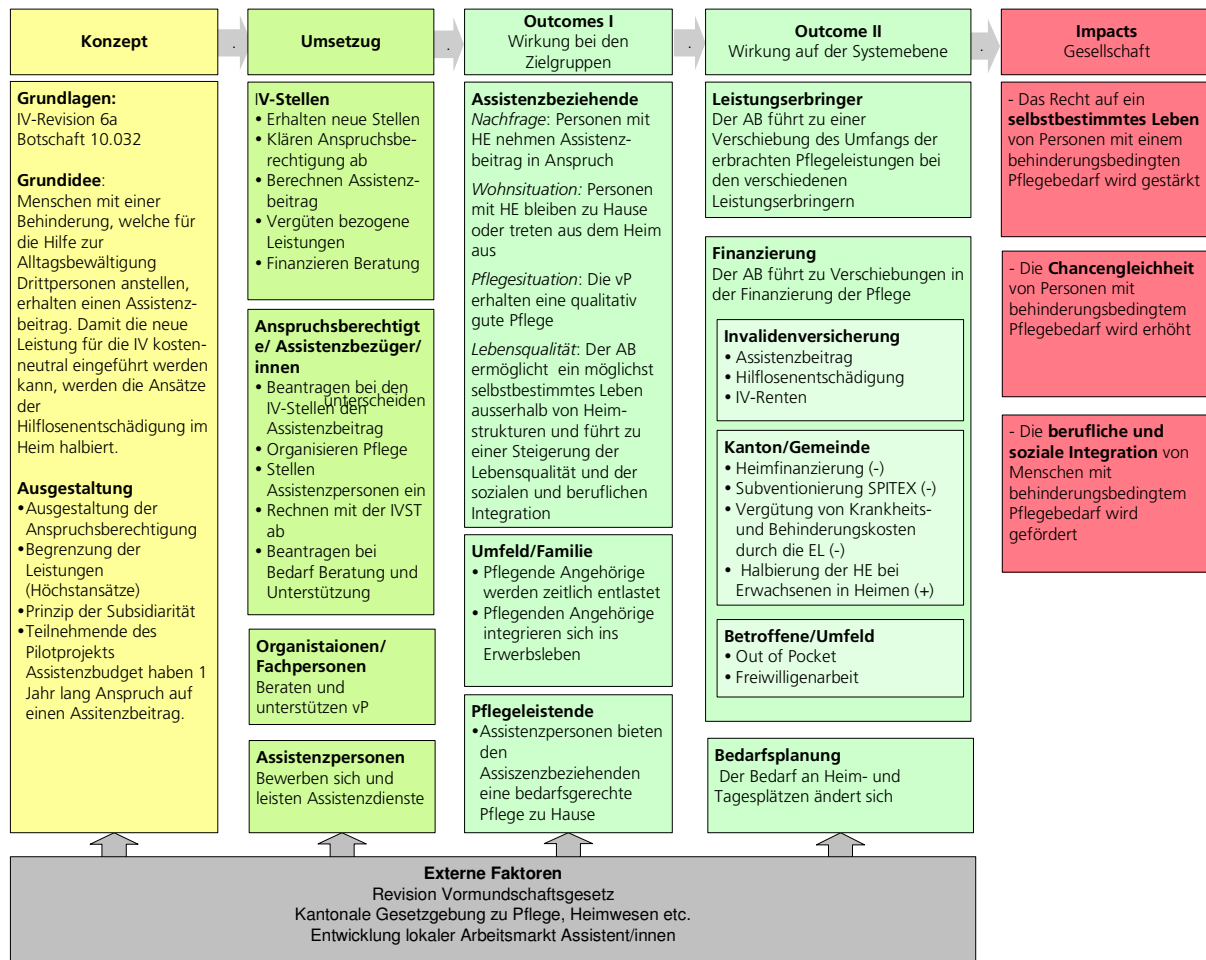 Konzept
Umsetzug
Outcomes I
Wirkung bei den
Zielgruppen
Outcome II
Wirkung auf der Systemebene
Impacts
Gesellschaft
Grundlagen:
IV-Revision 6a
Botschaft 10.032
Grundidee:
Menschen mit einer
Behinderung, welche für
die Hilfe zur
Alltagsbewältigung
Drittpersonen anstellen,
erhalten einen Assistenz-
beitrag. Damit die neue
Leistung für die IV kosten-
neutral eingeführt werden
kann, werden die Ansätze
der
Hilflosenentschädigung im
Heim halbiert.
Ausgestaltung
•Ausgestaltung der
Anspruchsberechtigung
•Begrenzung der
Leistungen
(Höchstansätze)
•Prinzip der Subsidiarität
•Teilnehmende des
Pilotprojekts
Assistenzbudget haben 1
Jahr lang Anspruch auf
einen Assitenzbeitrag.
IV-Stellen
• Erhalten neue Stellen
• Klären Anspruchsbe-
rechtigung ab
• Berechnen Assistenz-
beitrag
• Vergüten bezogene
Leistungen
• Finanzieren Beratung
Anspruchsberechtigt
e/ Assistenzbezüger/
innen
• Beantragen bei den
unterscheiden
IV-Stellen den
Assistenzbeitrag
• Organisieren Pflege
• Stellen
Assistenzpersonen ein
• Rechnen mit der IVST
ab
• Beantragen bei
Bedarf Beratung und
Unterstützung
Organistaionen/
Fachpersonen
Beraten und
unterstützen vP
Assistenzpersonen
Bewerben sich und
leisten Assistenzdienste
Assistenzbeziehende
Nachfrage: Personen mit
HE nehmen Assistenz-
beitrag in Anspruch
Wohnsituation: Personen
mit HE bleiben zu Hause
oder treten aus dem Heim
aus
Pflegesituation: Die vP
erhalten eine qualitativ
gute Pflege
Lebensqualität: Der AB
ermöglicht ein möglichst
selbstbestimmtes Leben
ausserhalb von Heim-
strukturen und führt zu
einer Steigerung der
Lebensqualität und der
sozialen und beruflichen
Integration
Umfeld/Familie
• Pflegende Angehörige
werden zeitlich entlastet
• Pflegenden Angehörige
integrieren sich ins
Erwerbsleben
Pflegeleistende
•Assistenzpersonen bieten
den
Assiszenzbeziehenden
eine bedarfsgerechte
Pflege zu Hause
Leistungserbringer
Der AB führt zu einer
Verschiebung des Umfangs der
erbrachten Pflegeleistungen bei
den verschiedenen
Leistungserbringern
Finanzierung
Der AB führt zu Verschiebungen in
der Finanzierung der Pflege
Invalidenversicherung
• Assistenzbeitrag
• Hilflosenentschädigung
• IV-Renten
Kanton/Gemeinde
• Heimfinanzierung (-)
• Subventionierung SPITEX (-)
• Vergütung von Krankheits-
und Behinderungskosten
durch die EL (-)
• Halbierung der HE bei
Erwachsenen in Heimen (+)
Betroffene/Umfeld
• Out of Pocket
• Freiwilligenarbeit
Bedarfsplanung
Der Bedarf an Heim- und
Tagesplätzen ändert sich
- Das Recht auf ein
selbstbestimmtes Leben
von Personen mit einem
behinderungsbedingten
Pflegebedarf wird gestärkt
- Die Chancengleichheit
von Personen mit
behinderungsbedingtem
Pflegebedarf wird erhöht
- Die berufliche und
soziale Integration von
Menschen mit
behinderungsbedingtem
Pflegebedarf wird
gefördert
Externe Faktoren
Revision Vormundschaftsgesetz
Kantonale Gesetzgebung zu Pflege, Heimwesen etc.
Entwicklung lokaler Arbeitsmarkt Assistent/innen